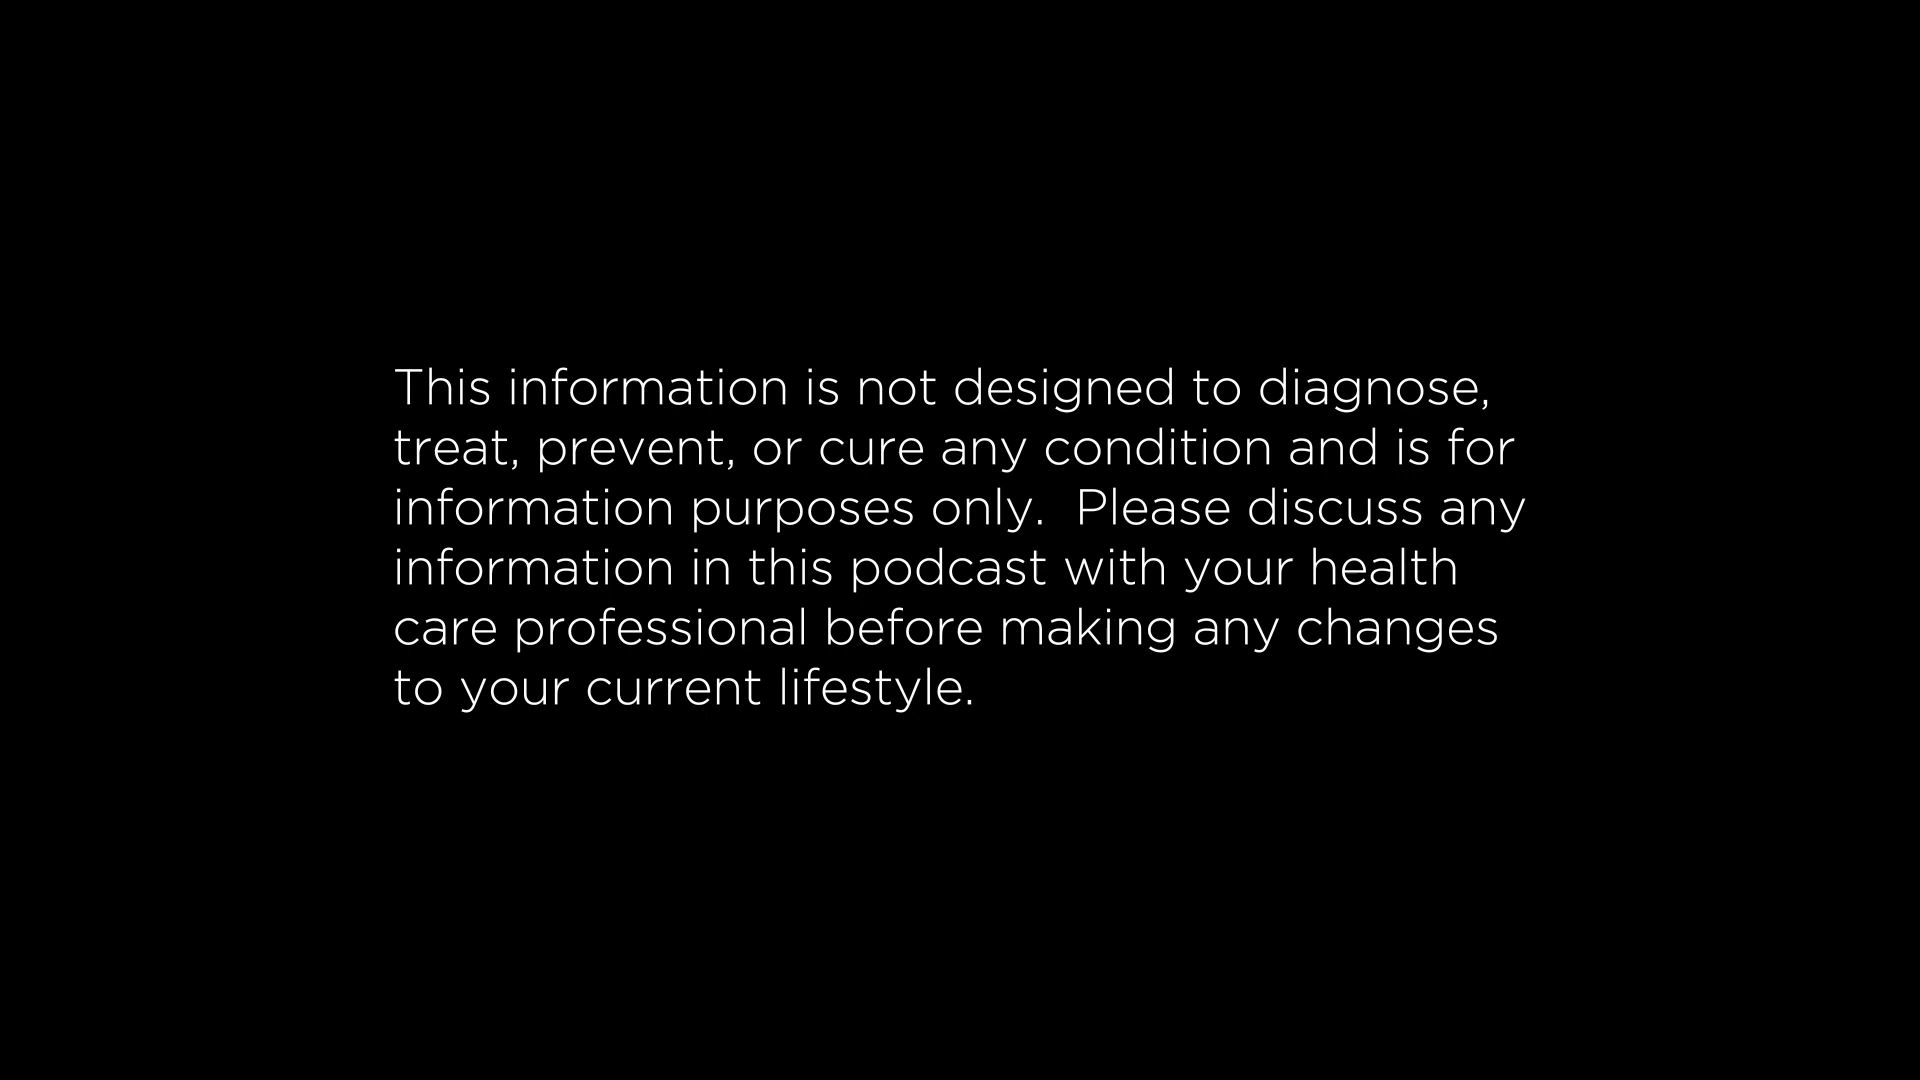 This information is not designed to diagnose,
treat, prevent, or cure any condition and is for
information purposes only.  Please discuss any
information in this podcast with your health
care professional before making any changes
to your current lifestyle.